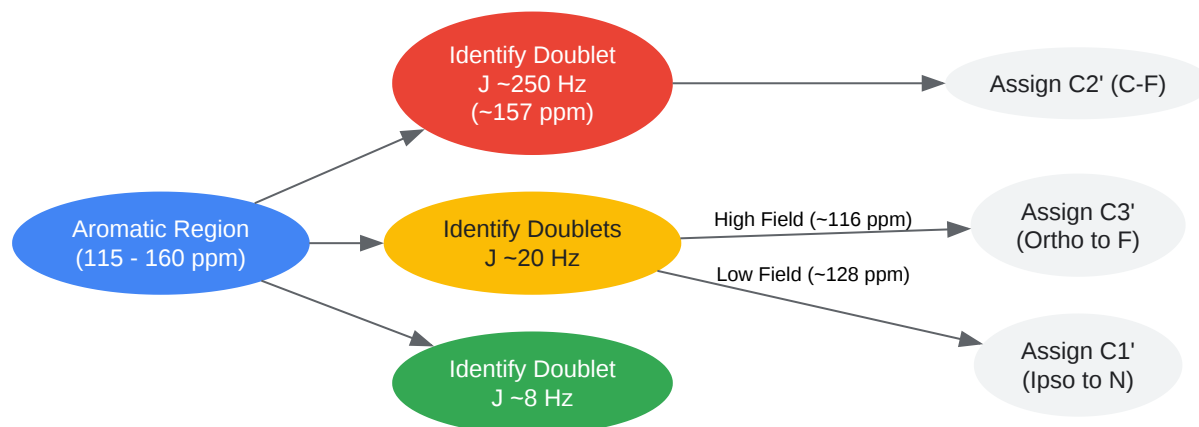 Identify Doublet
J ~250 Hz
(~157 ppm)
Assign C2' (C-F)
Aromatic Region
(115 - 160 ppm)
Identify Doublets
J ~20 Hz
High Field (~116 ppm)
Low Field (~128 ppm)
Assign C3'
(Ortho to F)
Identify Doublet
J ~8 Hz
Assign C1'
(Ipso to N)